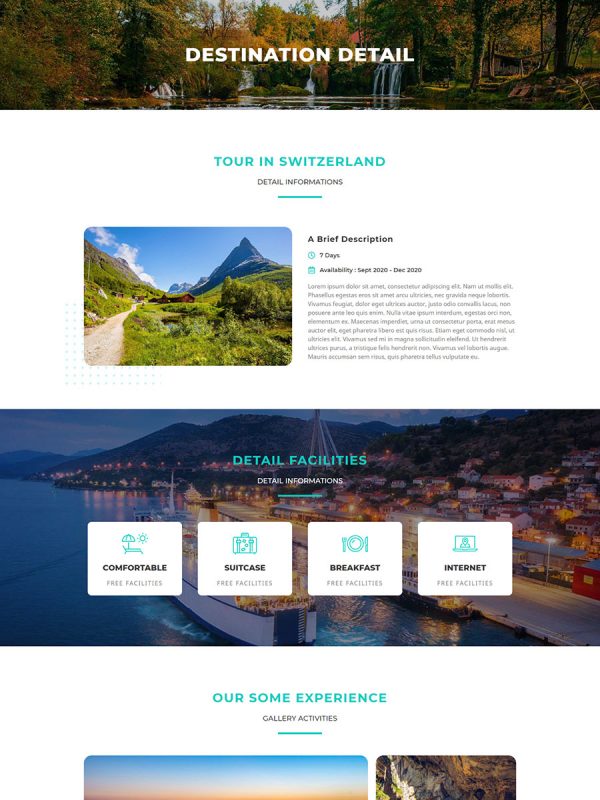 DESTINATION DETAIL
TOUR IN SWITZERLAND
DETAIL INFORMATIONS
A Brief Description
7 Days
Availability : Sept 2020 - Dec 2020
Lorem ipsum dolor sit amet, consectetur adipiscing elit. Nam ut mollis elit.
Phasellus egestas eros sit amet arcu ultricies, nec gravida neque lobortis.
Vivamus feugiat, dolor eget ultrices auctor, justo odio convallis lacus, non
posuere ante leo quis enim. Nulla vitae ipsum interdum, egestas orci non,
elementum ex. Maecenas imperdiet, urna ut consectetur porta, erat metus
auctor elit, eget pharetra libero est quis risus. Etiam eget commodo nisl, ut
ultricies elit. Vivamus sed mi in magna sollicitudin eleifend. Ut hendrerit
ultrices purus, a tristique felis hendrerit non. Vivamus vel lobortis augue.
Mauris accumsan sem risus, quis pharetra tellus vulputate eu.
DETAIL FACILITIES
DETAIL INFORMATIONS
COMFORTABLE
FREE FACILITIES
SUITCASE
FREE FACILITIES
BREAKFAST
FREE FACILITIES
INTERNET
FREE FACILITIES
OUR SOME EXPERIENCE
GALLERY ACTIVITIES